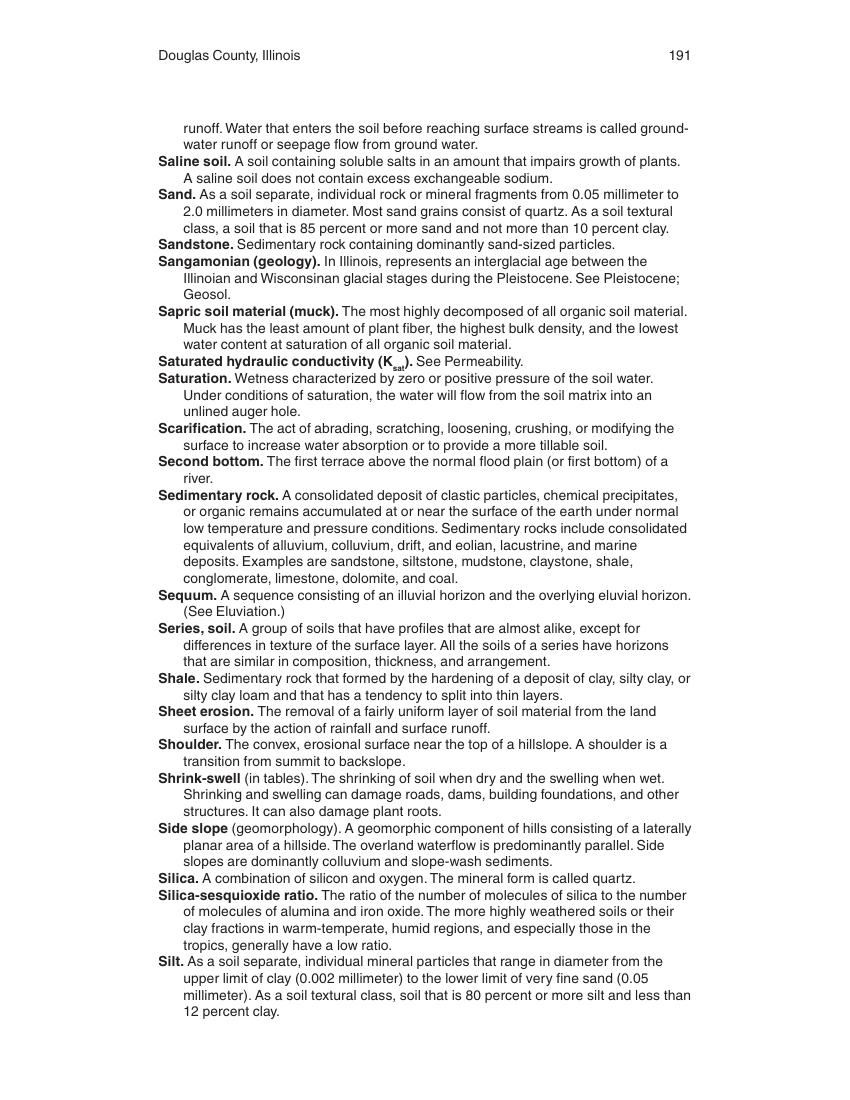 Douglas County, Illinois 191
runoff. Water that enters the soil before reaching surface streams is called ground-
water runoff or seepage flow from ground water.
Saline soil. A soil containing soluble salts in an amount that impairs growth of plants.
A saline soil does not contain excess exchangeable sodium.
Sand. As a soil separate, individual rock or mineral fragments from 0.05 millimeter to
2.0 millimeters in diameter. Most sand grains consist of quartz. As a soil textural
class, a soil that is 85 percent or more sand and not more than 10 percent clay.
Sandstone. Sedimentary rock containing dominantly sand-sized particles.
Sangamonian (geology). In Illinois, represents an interglacial age between the
Illinoian and Wisconsinan glacial stages during the Pleistocene. See Pleistocene;
Geosol.
Sapric soil material (muck). The most highly decomposed of all organic soil material.
Muck has the least amount of plant fiber, the highest bulk density, and the lowest
water content at saturation of all organic soil material.
Saturated hydraulic conductivity (Ksat). See Permeability.
Saturation. Wetness characterized by zero or positive pressure of the soil water.
Under conditions of saturation, the water will flow from the soil matrix into an
unlined auger hole.
Scarification. The act of abrading, scratching, loosening, crushing, or modifying the
surface to increase water absorption or to provide a more tillable soil.
Second bottom. The first terrace above the normal flood plain (or first bottom) of a
river.
Sedimentary rock. A consolidated deposit of clastic particles, chemical precipitates,
or organic remains accumulated at or near the surface of the earth under normal
low temperature and pressure conditions. Sedimentary rocks include consolidated
equivalents of alluvium, colluvium, drift, and eolian, lacustrine, and marine
deposits. Examples are sandstone, siltstone, mudstone, claystone, shale,
conglomerate, limestone, dolomite, and coal.
Sequum. A sequence consisting of an illuvial horizon and the overlying eluvial horizon.
(See Eluviation.)
Series, soil. A group of soils that have profiles that are almost alike, except for
differences in texture of the surface layer. All the soils of a series have horizons
that are similar in composition, thickness, and arrangement.
Shale. Sedimentary rock that formed by the hardening of a deposit of clay, silty clay, or
silty clay loam and that has a tendency to split into thin layers.
Sheet erosion. The removal of a fairly uniform layer of soil material from the land
surface by the action of rainfall and surface runoff.
Shoulder. The convex, erosional surface near the top of a hillslope. A shoulder is a
transition from summit to backslope.
Shrink-swell (in tables). The shrinking of soil when dry and the swelling when wet.
Shrinking and swelling can damage roads, dams, building foundations, and other
structures. It can also damage plant roots.
Side slope (geomorphology). A geomorphic component of hills consisting of a laterally
planar area of a hillside. The overland waterflow is predominantly parallel. Side
slopes are dominantly colluvium and slope-wash sediments.
Silica. A combination of silicon and oxygen. The mineral form is called quartz.
Silica-sesquioxide ratio. The ratio of the number of molecules of silica to the number
of molecules of alumina and iron oxide. The more highly weathered soils or their
clay fractions in warm-temperate, humid regions, and especially those in the
tropics, generally have a low ratio.
Silt. As a soil separate, individual mineral particles that range in diameter from the
upper limit of clay (0.002 millimeter) to the lower limit of very fine sand (0.05
millimeter). As a soil textural class, soil that is 80 percent or more silt and less than
12 percent clay.